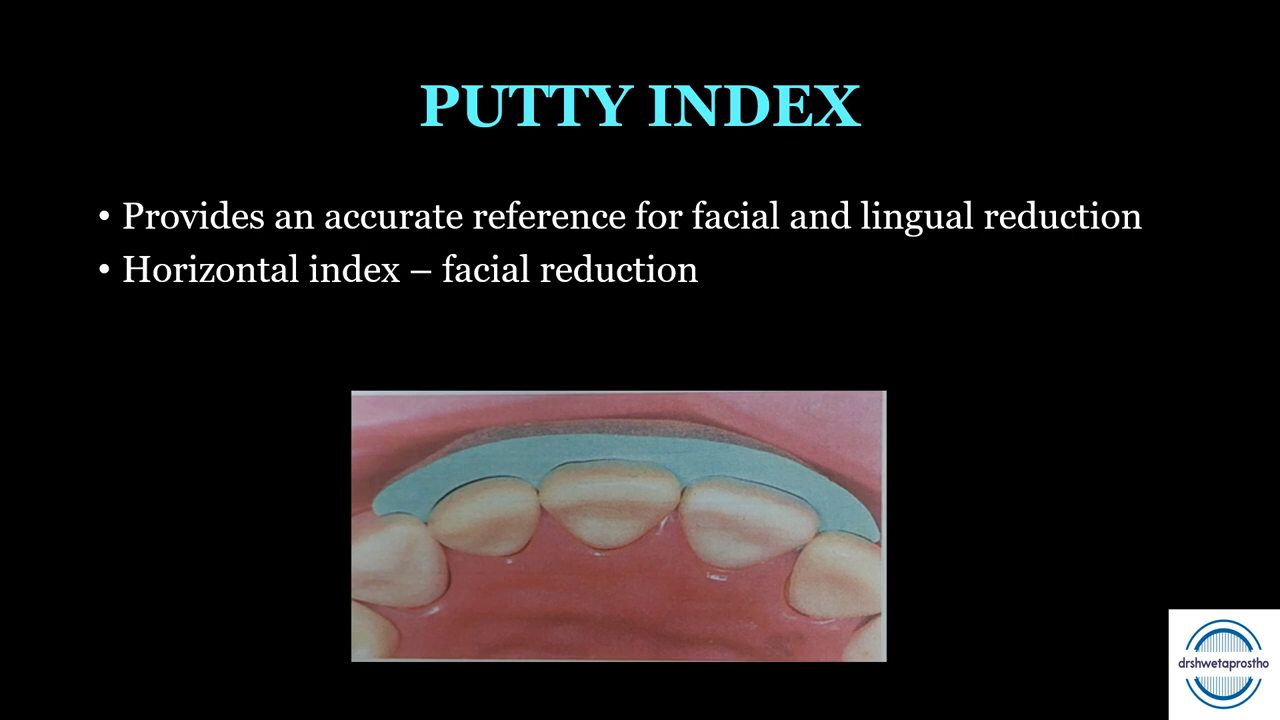 PUTTY INDEX
• Provides an accurate reference for facial and lingual reduction
• Horizontal index – facial reduction
drshwetaprostho